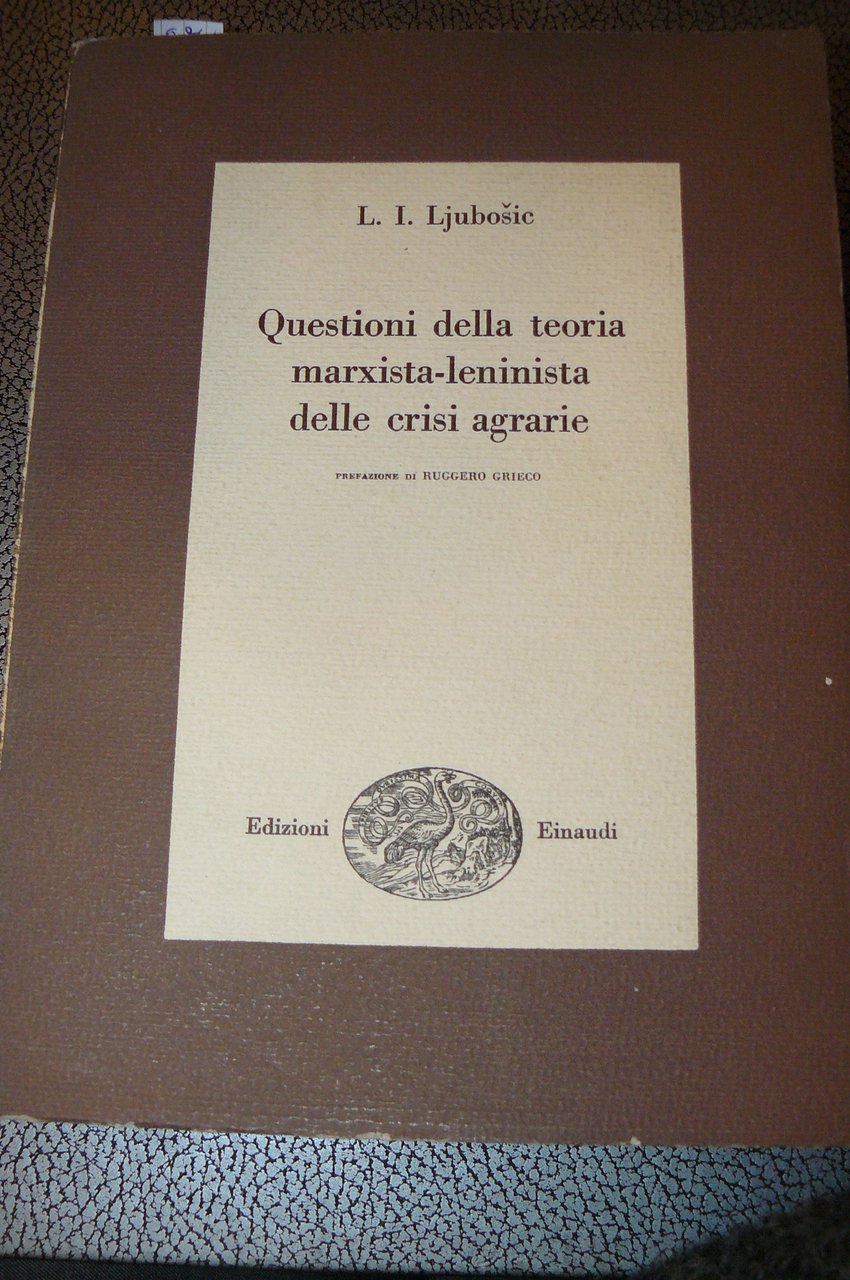 L. I. Ljubošic
Questioni della teoria
marxista-leninista
delle crisi agrarie
PREFAZIONE DI RUGGERO GRIECO
Edizioni Einaudi